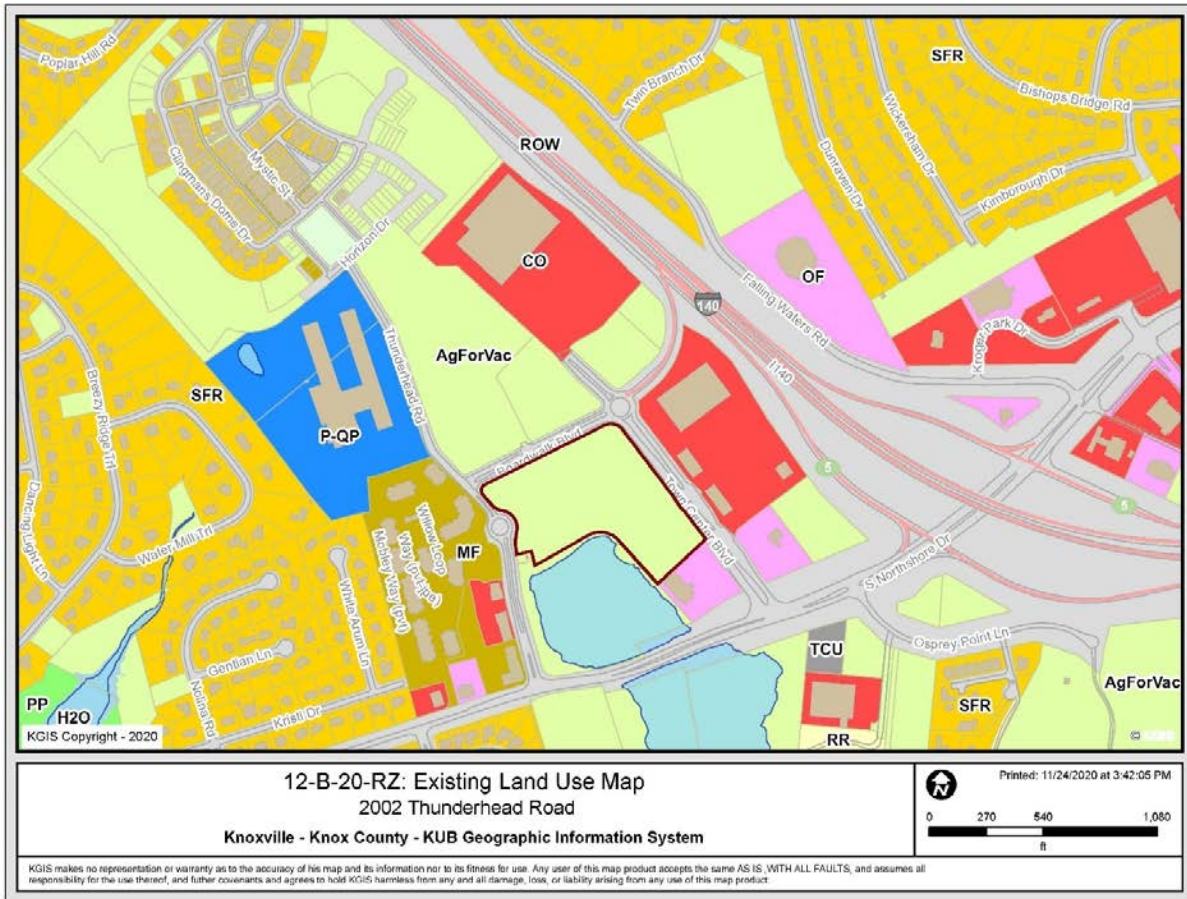 Poplar Hill Rd
Mystic St
Clingmans Dome Dr
Horizon Dr
Twin Branch Dr
SFR
Bishops Bridge Rd
Wickersham Dr
Dunraven Dr
Kimborough Dr
ROW
CO
140
OF
Falling Waters Rd
I140
Kroger Park Dr
Thunderhead Rd
AgForVac
SFR
P-QP
Breezy Ridge Trl
Boardwalk Blvd
Town Center Blvd
5
5
Dancing Light Ln
Water Mill Trl
MF
Willow Loop
Way (pvt-jpa)
Mobley Way (pvt)
White Arum Ln
S Northshore Dr
Gentian Ln
Nolina Rd
Kristi Dr
Osprey Point Ln
TCU
AgForVac
SFR
PP
H2O
RR
KGIS Copyright - 2020
©
12-B-20-RZ: Existing Land Use Map
2002 Thunderhead Road
Knoxville - Knox County - KUB Geographic Information System
N
Printed: 11/24/2020 at 3:42:05 PM
0 270 540 1,080
ft
KGIS makes no representation or warranty as to the accuracy of his map and its information nor to its fitness for use. Any user of this map product accepts the same AS IS ,WITH ALL FAULTS, and assumes all
responsibility for the use thereof, and futher covenants and agrees to hold KGIS harmless from any and all damage, loss, or liability arising from any use of this map product.